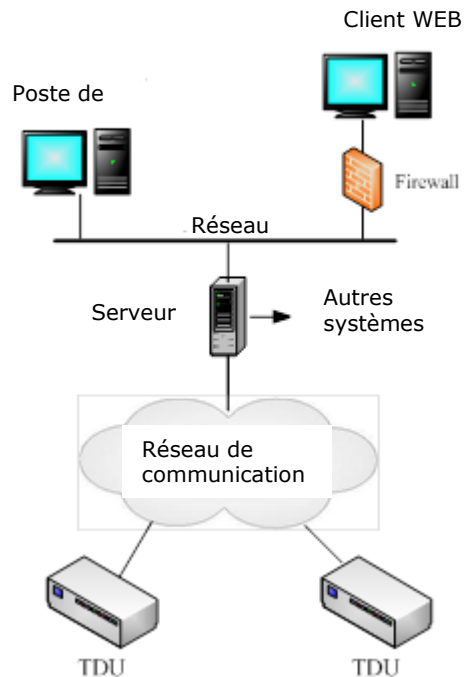 Client WEB
Poste de
Firewall
Réseau
Serveur
Autres
systèmes
Réseau de
communication
TDU
TDU